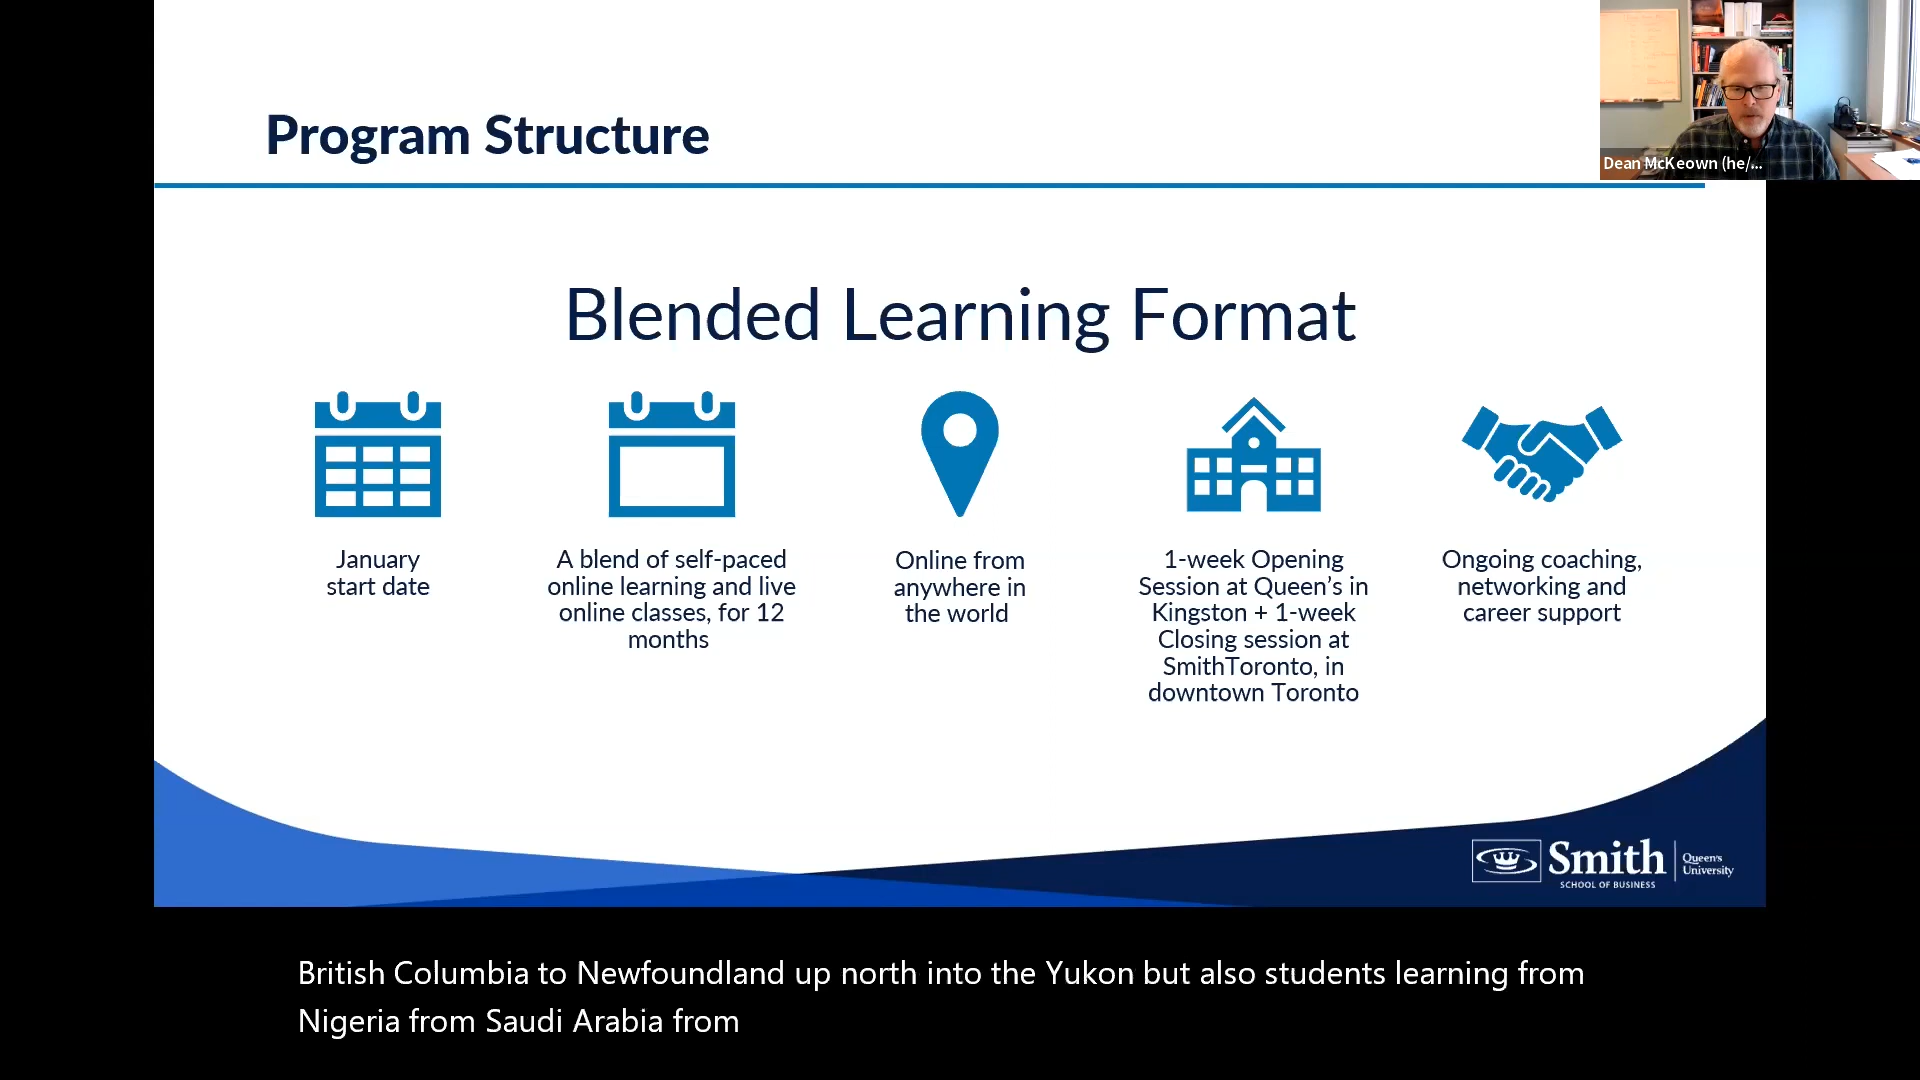 Program Structure
Dean McKeown (he/...
Blended Learning Format
January
start date
A blend of self-paced
online learning and live
online classes, for 12
months
Online from
anywhere in
the world
1-week Opening
Session at Queen's in
Kingston + 1-week
Closing session at
SmithToronto, in
downtown Toronto
Ongoing coaching,
networking and
career support
Smith
SCHOOL OF BUSINESS
Queen's
University
British Columbia to Newfoundland up north into the Yukon but also students learning from
Nigeria from Saudi Arabia from